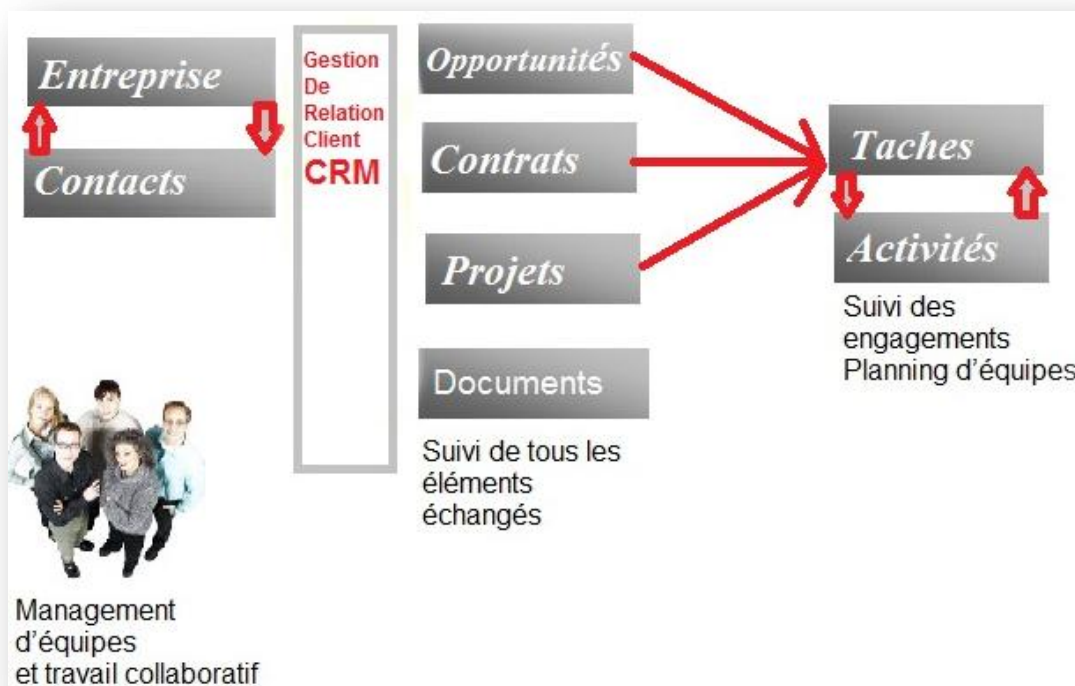 Entreprise
Contacts
Gestion
De
Relation
Client
CRM
Opportunités
Contrats
Projets
Documents
Suivi de tous les
éléments
échangés
Taches
Activités
Suivi des
engagements
Planning d’équipes
Management
d’équipes
et travail collaboratif